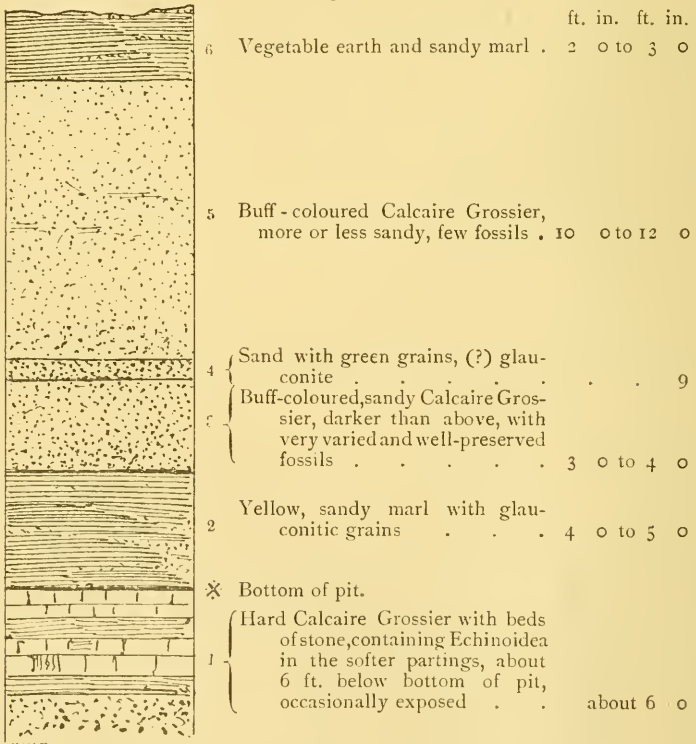 ft. in. ft. in.
6 Vegetable earth and sandy marl . 2 0 to 3 0
5 Buff-coloured Calcaire Grossier,
more or less sandy, few fossils . 10 0 to 12 0
4 Sand with green grains, (?) glau-
conite . . . . . . . 9
Buff-coloured, sandy Calcaire Gros-
sier, darker than above, with
very varied and well-preserved
fossils . . . . 3 0 to 4 0
2 Yellow, sandy marl with glau-
conitic grains . . . 4 0 to 5 0
※ Bottom of pit.
1 Hard Calcaire Grossier with beds
of stone, containing Echinoidea
in the softer partings, about
6 ft. below bottom of pit,
occasionally exposed . . about 6 0